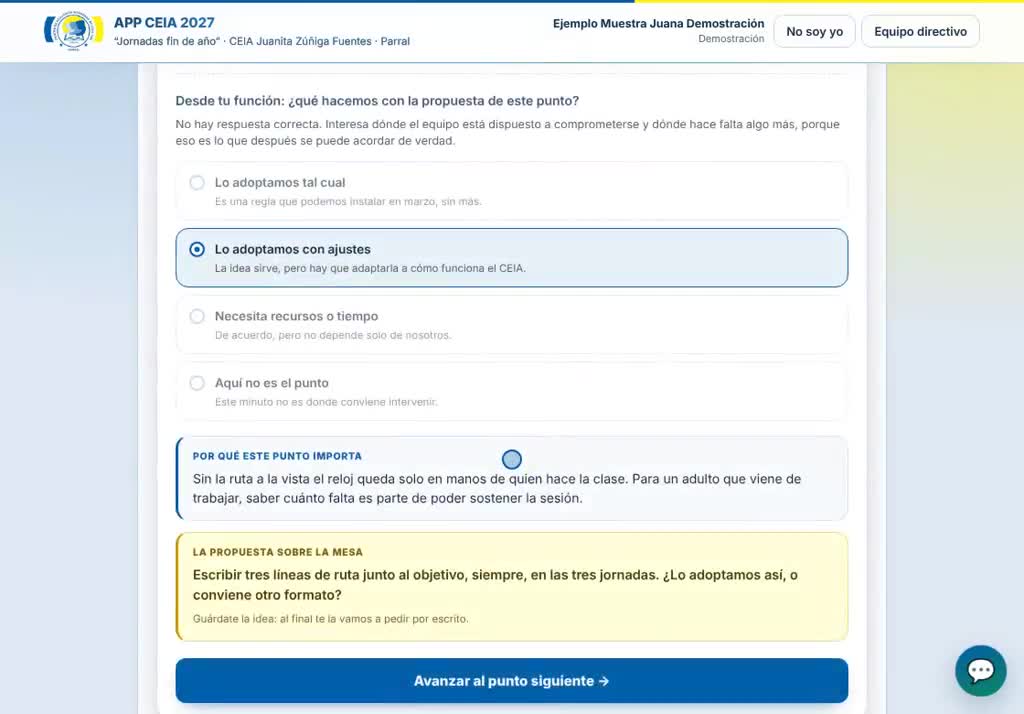 APP CEIA 2027
"Jornadas fin de año" · CEIA Juanita Zúñiga Fuentes · Parral
Ejemplo Muestra Juana Demostración
Demostración
No soy yo
Equipo directivo
Desde tu función: ¿qué hacemos con la propuesta de este punto?
No hay respuesta correcta. Interesa dónde el equipo está dispuesto a comprometerse y dónde hace falta algo más, porque
eso es lo que después se puede acordar de verdad.
Lo adoptamos tal cual
Es una regla que podemos instalar en marzo, sin más.
Lo adoptamos con ajustes
La idea sirve, pero hay que adaptarla a cómo funciona el CEIA.
Necesita recursos o tiempo
De acuerdo, pero no depende solo de nosotros.
Aquí no es el punto
Este minuto no es donde conviene intervenir.
POR QUÉ ESTE PUNTO IMPORTA
Sin la ruta a la vista el reloj queda solo en manos de quien hace la clase. Para un adulto que viene de
trabajar, saber cuánto falta es parte de poder sostener la sesión.
LA PROPUESTA SOBRE LA MESA
Escribir tres líneas de ruta junto al objetivo, siempre, en las tres jornadas. ¿Lo adoptamos así, o
conviene otro formato?
Guárdate la idea: al final te la vamos a pedir por escrito.
Avanzar al punto siguiente →